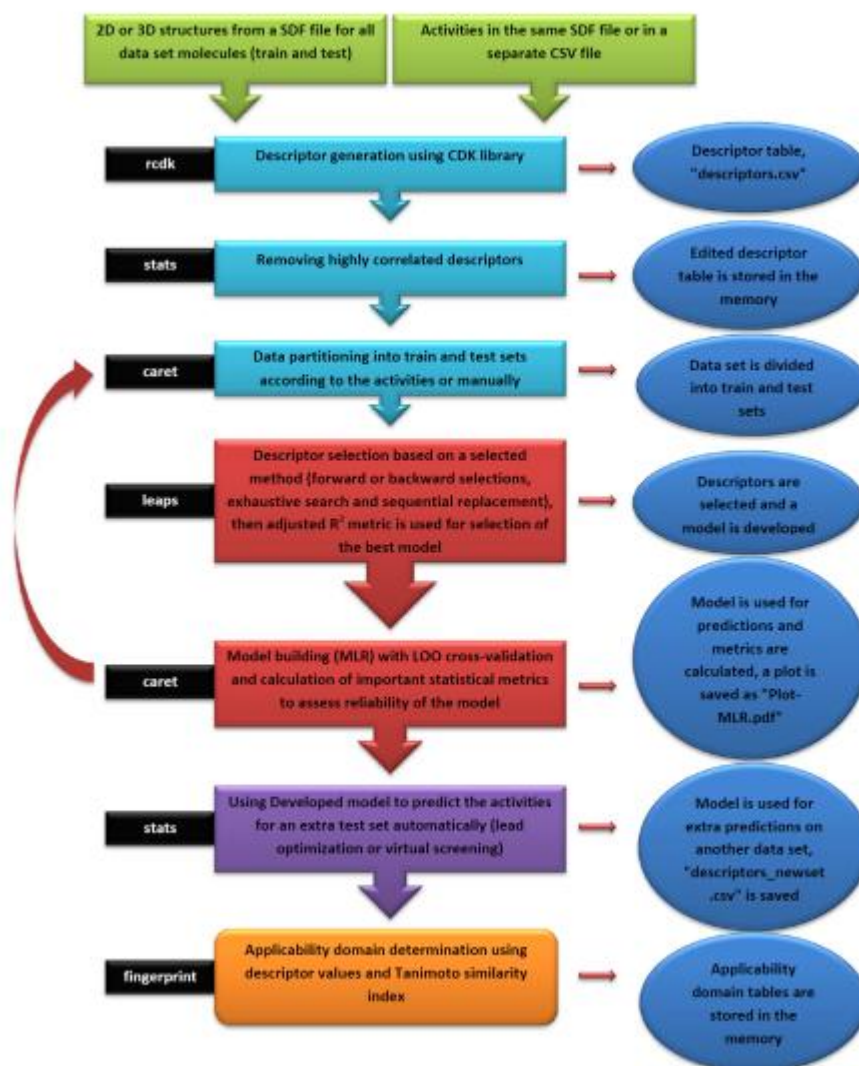 2D or 3D structures from a SDF file for all
data set molecules (train and test)
Activities in the same SDF file or in a
separate CSV file
rcdk
Descriptor generation using CDK library
Descriptor table,
"descriptors.csv"
stats
Removing highly correlated descriptors
Edited descriptor
table is stored in the
memory
caret
Data partitioning into train and test sets
according to the activities or manually
Data set is divided
into train and test
sets
leaps
Descriptor selection based on a selected
method (forward or backward selections,
exhaustive search and sequential replacement),
then adjusted R² metric is used for selection of
the best model
Descriptors are
selected and a
model is developed
caret
Model building (MLR) with LOO cross-validation
and calculation of important statistical metrics
to assess reliability of the model
Model is used for
predictions and
metrics are
calculated, a plot is
saved as "Plot-
MLR.pdf"
stats
Using Developed model to predict the activities
for an extra test set automatically (lead
optimization or virtual screening)
Model is used for
extra predictions on
another data set,
"descriptors_newset
.csv" is saved
fingerprint
Applicability domain determination using
descriptor values and Tanimoto similarity
index
Applicability
domain tables are
stored in the
memory